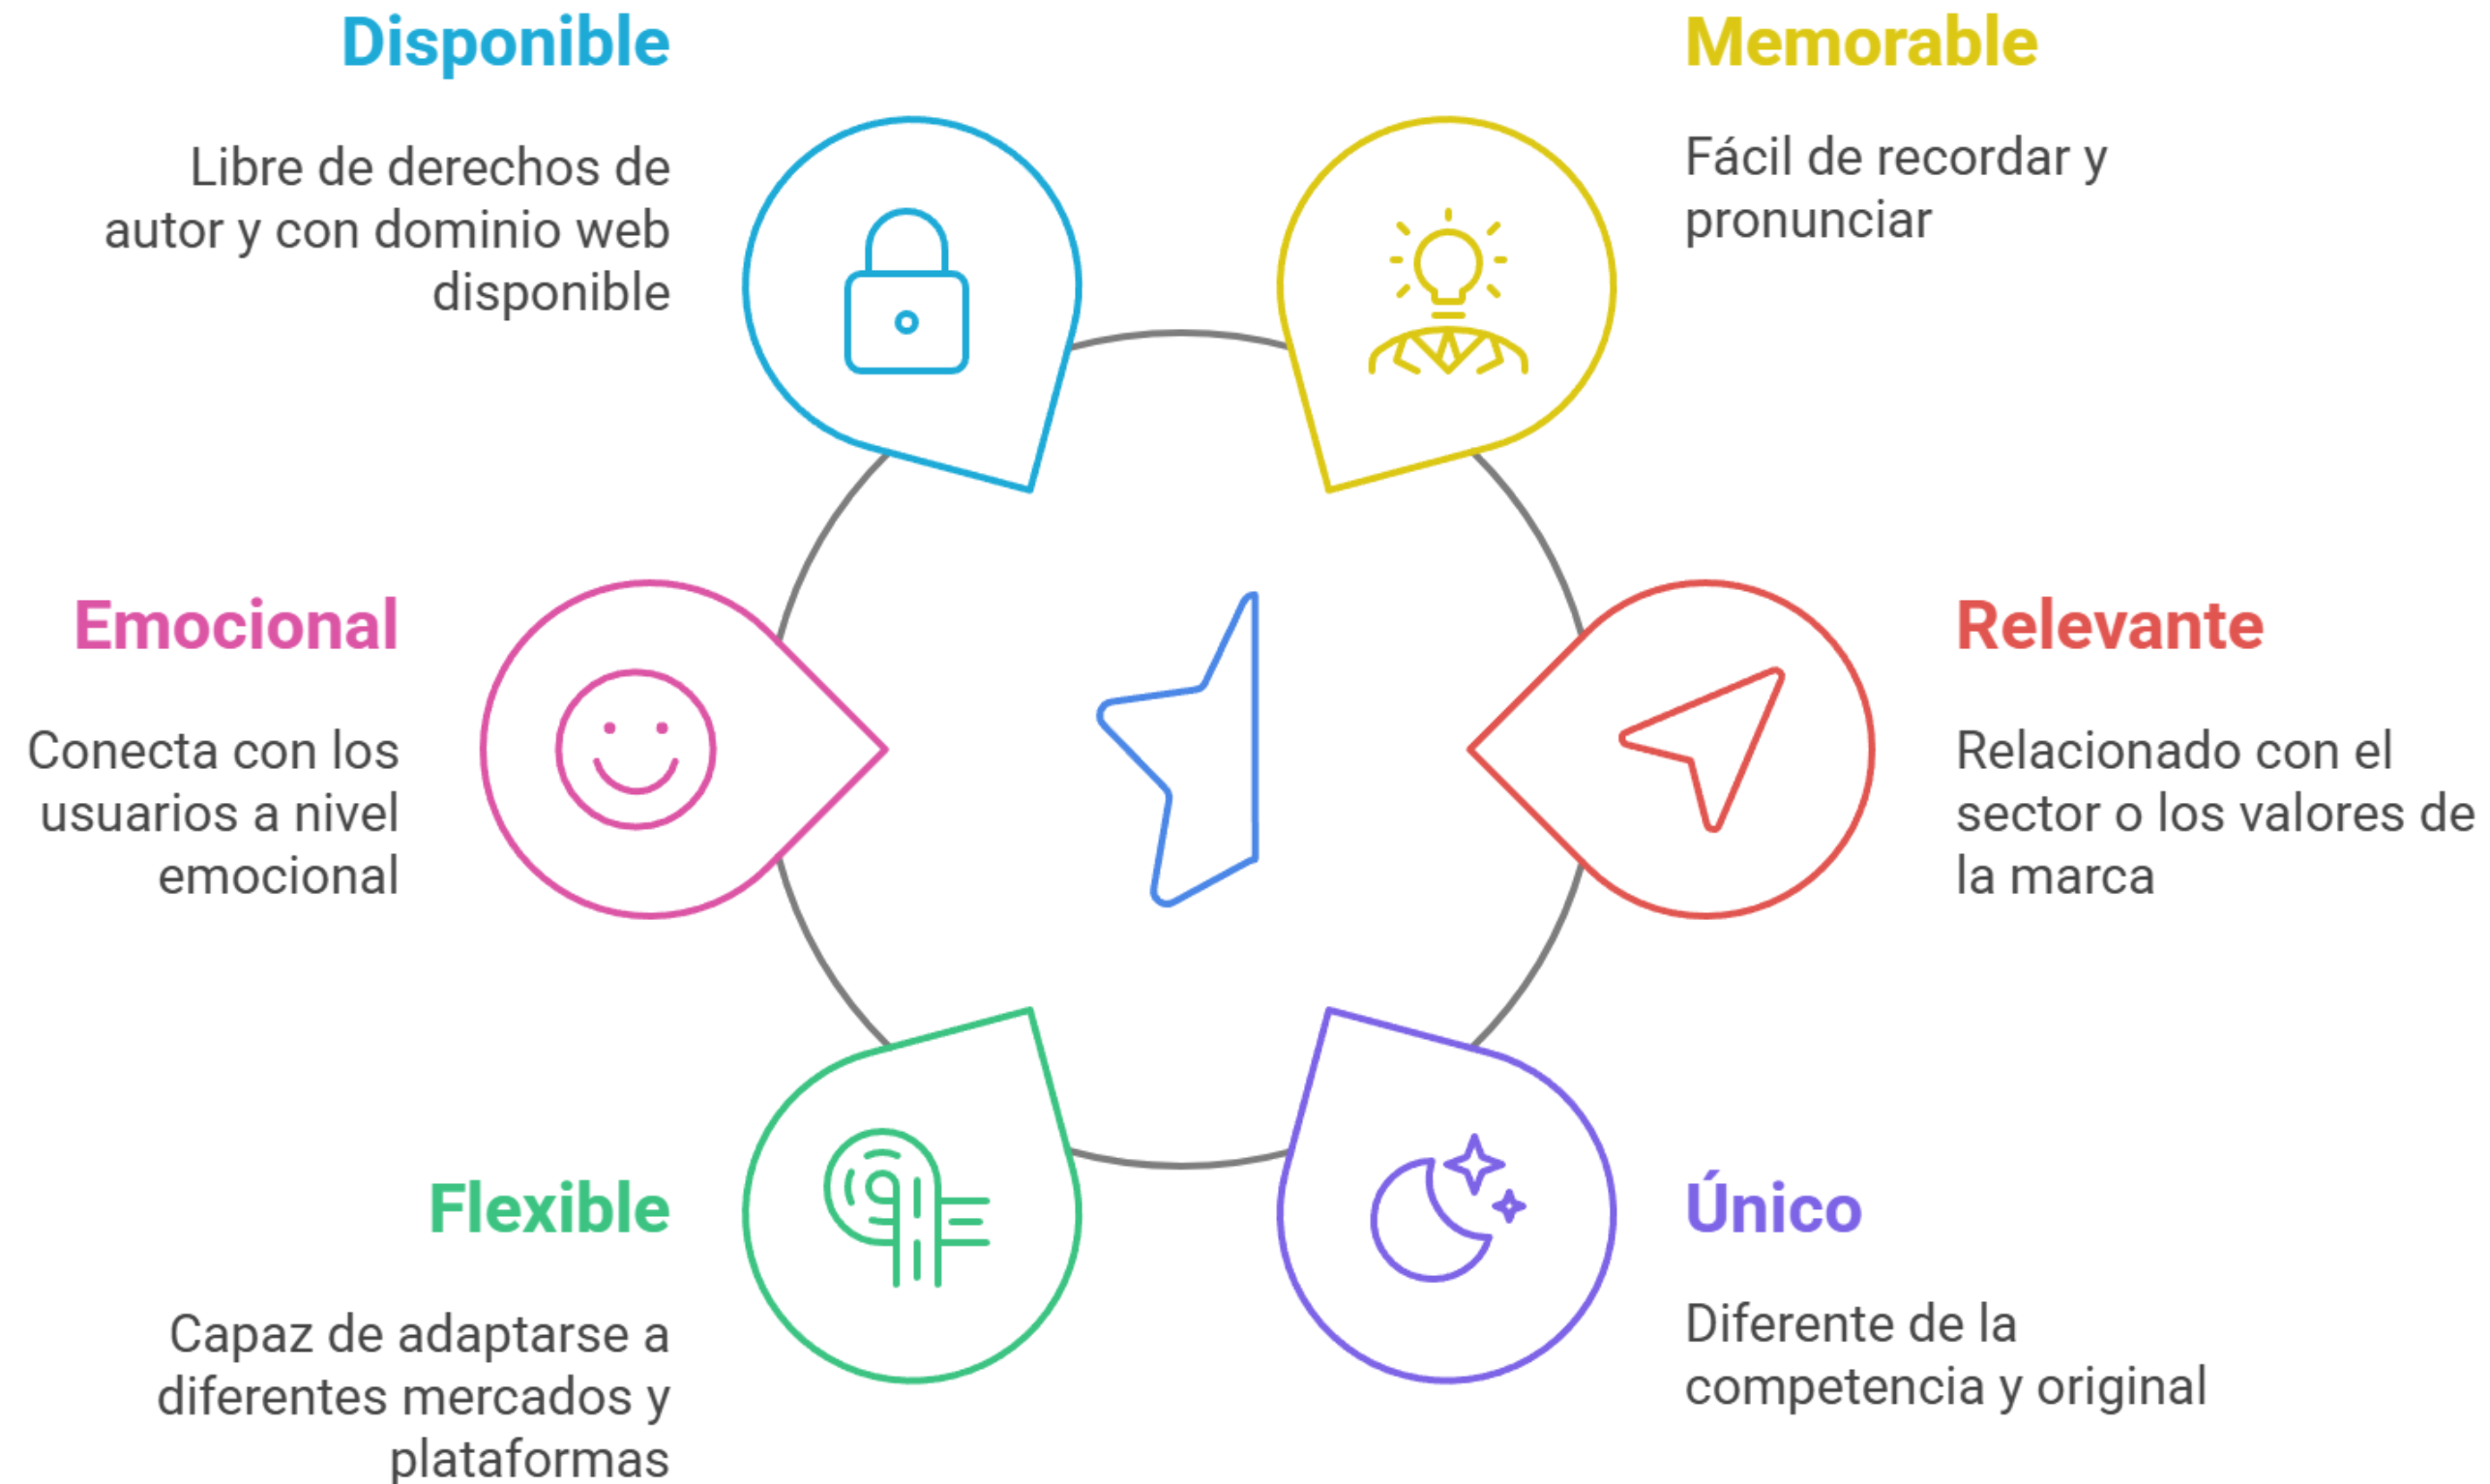 Disponible
Libre de derechos de
autor y con dominio web
disponible
Memorable
Fácil de recordar y
pronunciar
Emocional
Conecta con los
usuarios a nivel
emocional
Relevante
Relacionado con el
sector o los valores de
la marca
Flexible
Capaz de adaptarse a
diferentes mercados y
plataformas
Único
Diferente de la
competencia y original